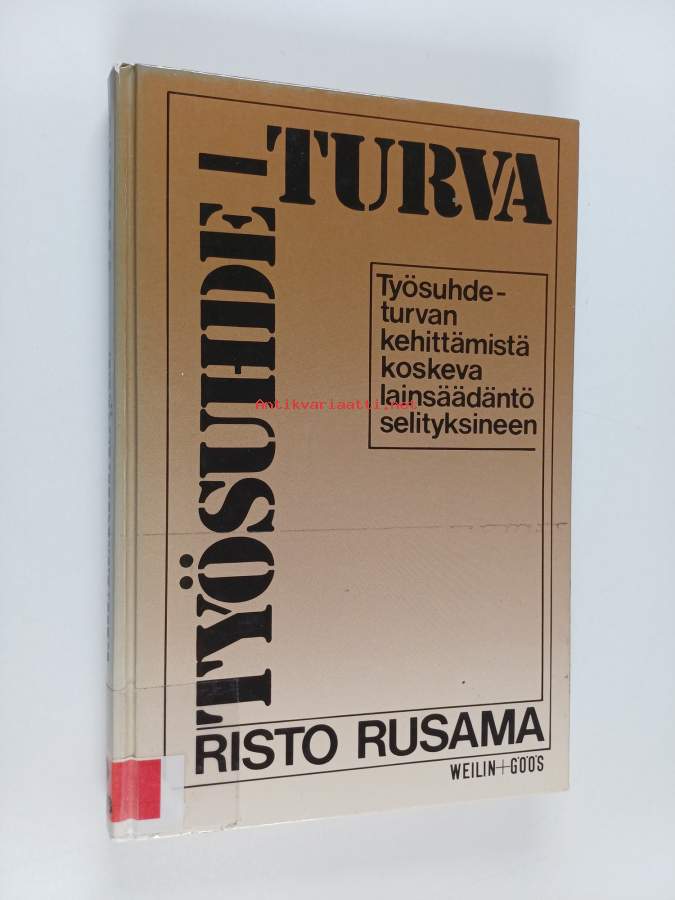 TYÖSUHDE-
TURVA
Työsuhde-
turvan
kehittämistä
koskeva
lainsäädäntö
selityksineen
Antikvariaatti.net
RISTO RUSAMA
WEILIN+GÖÖS